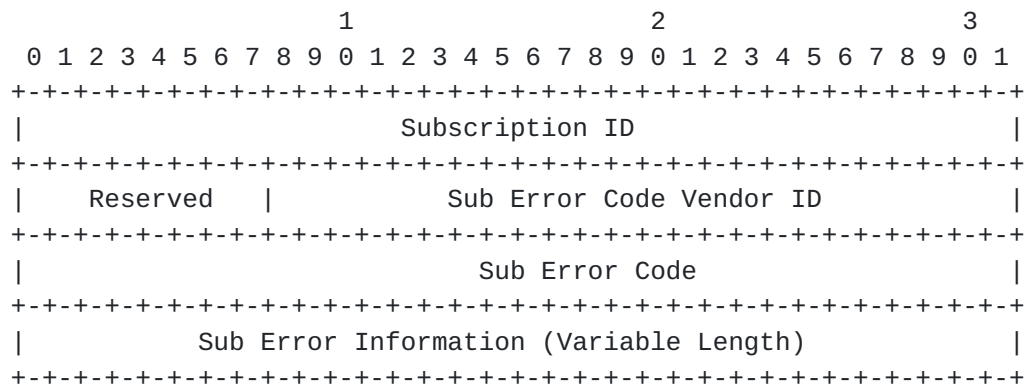 1                   2                   3
 0 1 2 3 4 5 6 7 8 9 0 1 2 3 4 5 6 7 8 9 0 1 2 3 4 5 6 7 8 9 0 1
+-+-+-+-+-+-+-+-+-+-+-+-+-+-+-+-+-+-+-+-+-+-+-+-+-+-+-+-+-+-+-+-+
|                        Subscription ID                        |
+-+-+-+-+-+-+-+-+-+-+-+-+-+-+-+-+-+-+-+-+-+-+-+-+-+-+-+-+-+-+-+-+
|    Reserved   |           Sub Error Code Vendor ID            |
+-+-+-+-+-+-+-+-+-+-+-+-+-+-+-+-+-+-+-+-+-+-+-+-+-+-+-+-+-+-+-+-+
|                             Sub Error Code                    |
+-+-+-+-+-+-+-+-+-+-+-+-+-+-+-+-+-+-+-+-+-+-+-+-+-+-+-+-+-+-+-+-+
|           Sub Error Information (Variable Length)             |
+-+-+-+-+-+-+-+-+-+-+-+-+-+-+-+-+-+-+-+-+-+-+-+-+-+-+-+-+-+-+-+-+